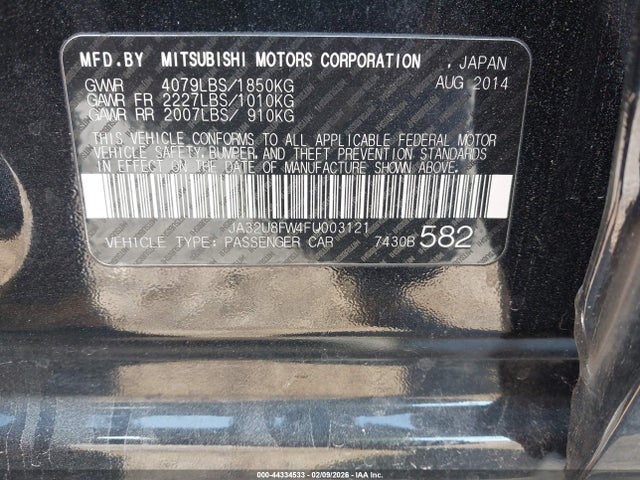 MFD.BY MITSUBISHI MOTORS CORPORATION , JAPAN
GVWR 4079LBS/1850KG AUG 2014
GAWR FR 2227LBS/1010KG
GAWR RR 2007LBS/ 910KG
THIS VEHICLE CONFORMS TO ALL APPLICABLE FEDERAL MOTOR
VEHICLE SAFETY,BUMPER,AND THEFT PREVENTION STANDARDS
IN EFFECT ON THE DATE OF MANUFACTURE SHOWN ABOVE.
JA32U8FW4FU003121
VEHICLE TYPE: PASSENGER CAR 7430B 582
000-44334533 - 02/09/2026 - IAAI.COM